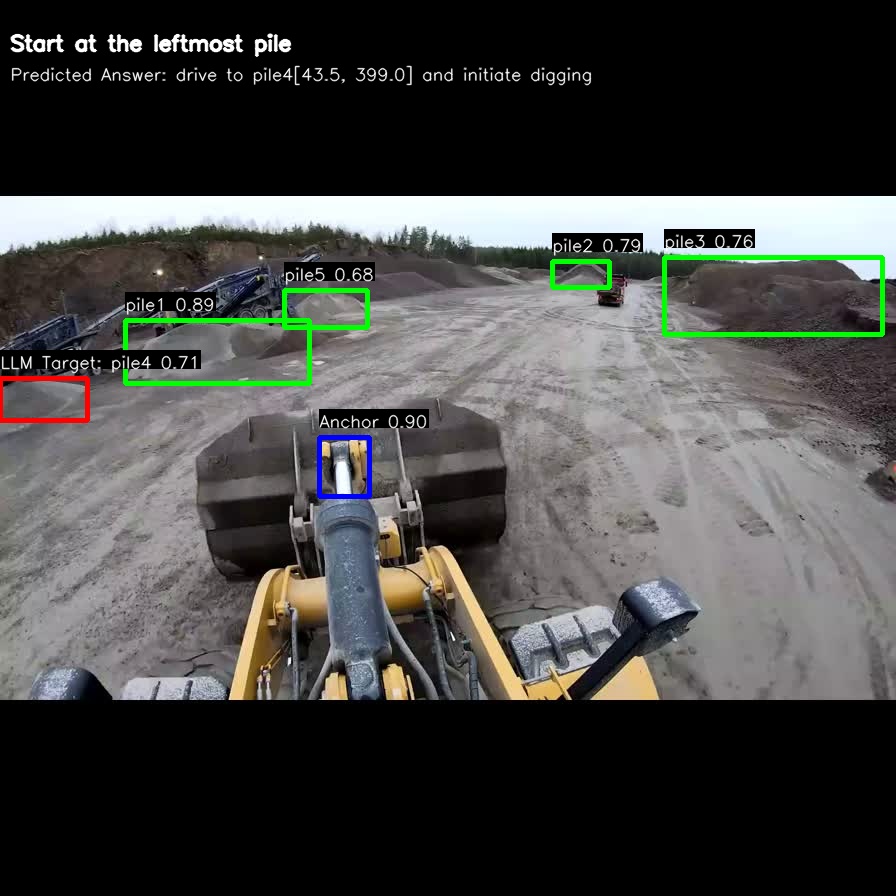 Start at the leftmost pile
Predicted Answer: drive to pile4[43.5, 399.0] and initiate digging
pile2 0.79
pile3 0.76
pile5 0.68
pile1 0.89
LLM Target: pile4 0.71
Anchor 0.90